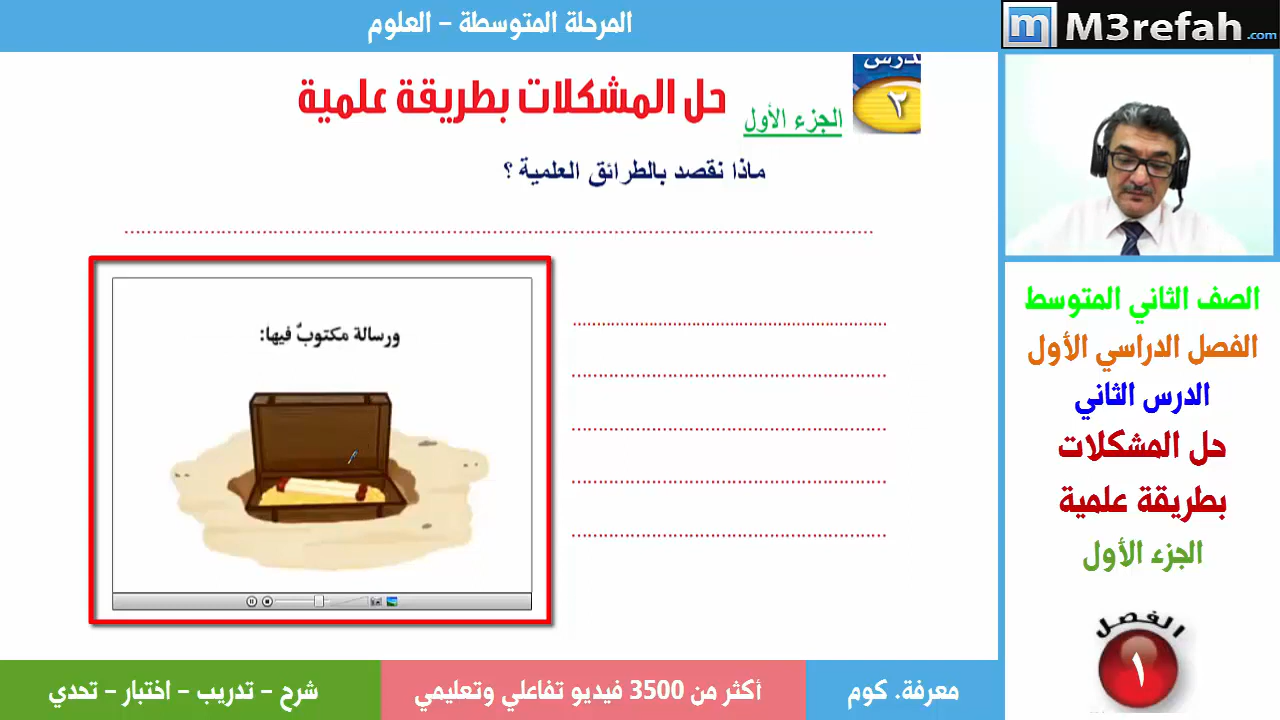 المرحلة المتوسطة - العلوم
M3refah.com
m
الدرس
٢
حل المشكلات بطريقة علمية
الجزء الأول
ماذا نقصد بالطرائق العلمية ؟
ورسالة مكتوبٌ فيها:
الصف الثاني المتوسط
الفصل الدراسي الأول
الدرس الثاني
حل المشكلات
بطريقة علمية
الجزء الأول
الفصل
١
معرفة. كوم
أكثر من 3500 فيديو تفاعلي وتعليمي
شرح - تدريب - اختبار - تحدي